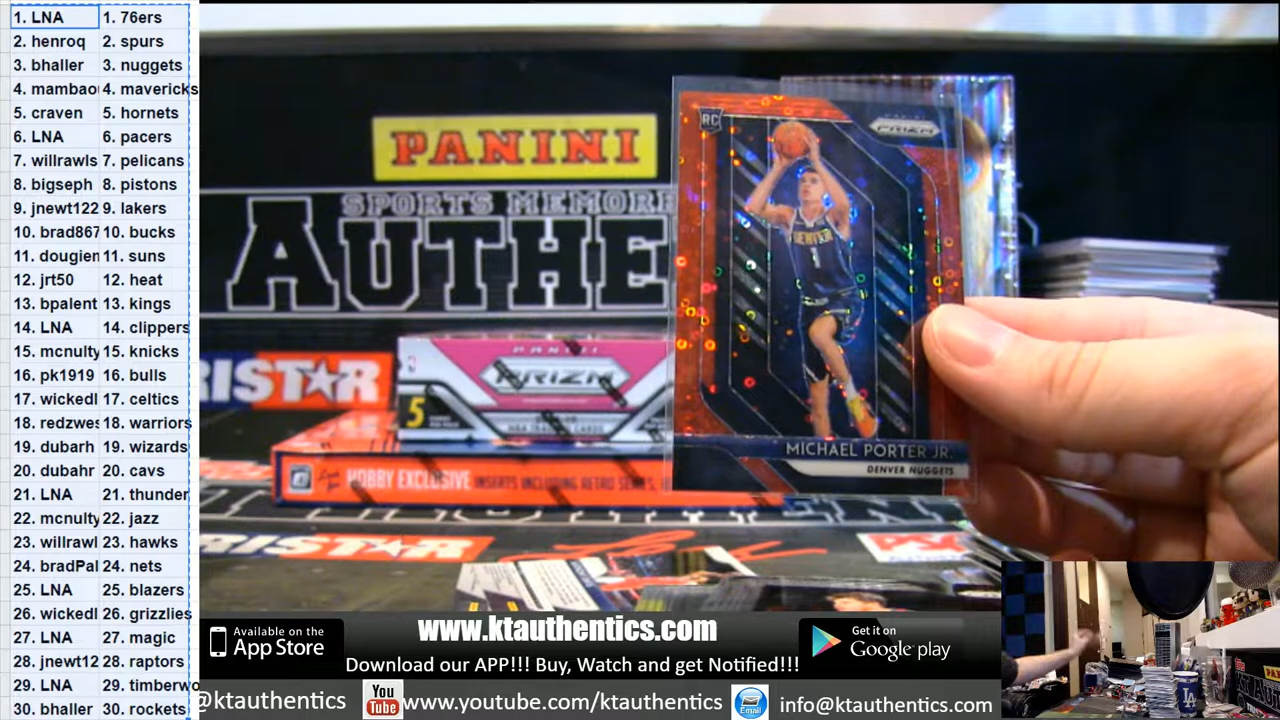 1. LNA 1. 76ers
2. henroq 2. spurs
3. bhaller 3. nuggets
4. mambaou 4. mavericks
5. craven 5. hornets
6. LNA 6. pacers
7. willrawls 7. pelicans
8. bigseph 8. pistons
9. jnewt122 9. lakers
10. brad867 10. bucks
11. dougiem 11. suns
12. jrt50 12. heat
13. bpalent 13. kings
14. LNA 14. clippers
15. mcnulty 15. knicks
16. pk1919 16. bulls
17. wickedl 17. celtics
18. redzwes 18. warriors
19. dubarh 19. wizards
20. dubahr 20. cavs
21. LNA 21. thunder
22. mcnulty 22. jazz
23. willrawl 23. hawks
24. bradPal 24. nets
25. LNA 25. blazers
26. wickedl 26. grizzlies
27. LNA 27. magic
28. jnewt12 28. raptors
29. LNA 29. timberwo
30. bhaller 30. rockets
PANINI
SPORTS MEMOR
AUTHE
RISTAR
PANINI
PRIZM
5
HOBBY EXCLUSIVE INSERTS INCLUDING RETRO SERIES,
RISTAR
RC
PANINI
PRIZM
DENVER
1
MICHAEL PORTER JR.
DENVER NUGGETS
Available on the
App Store
www.ktauthentics.com
Download our APP!!! Buy, Watch and get Notified!!!
Get it on
Google play
@ktauthentics
You
Tube
www.youtube.com/ktauthentics
Email
info@ktauthentics.com
LA